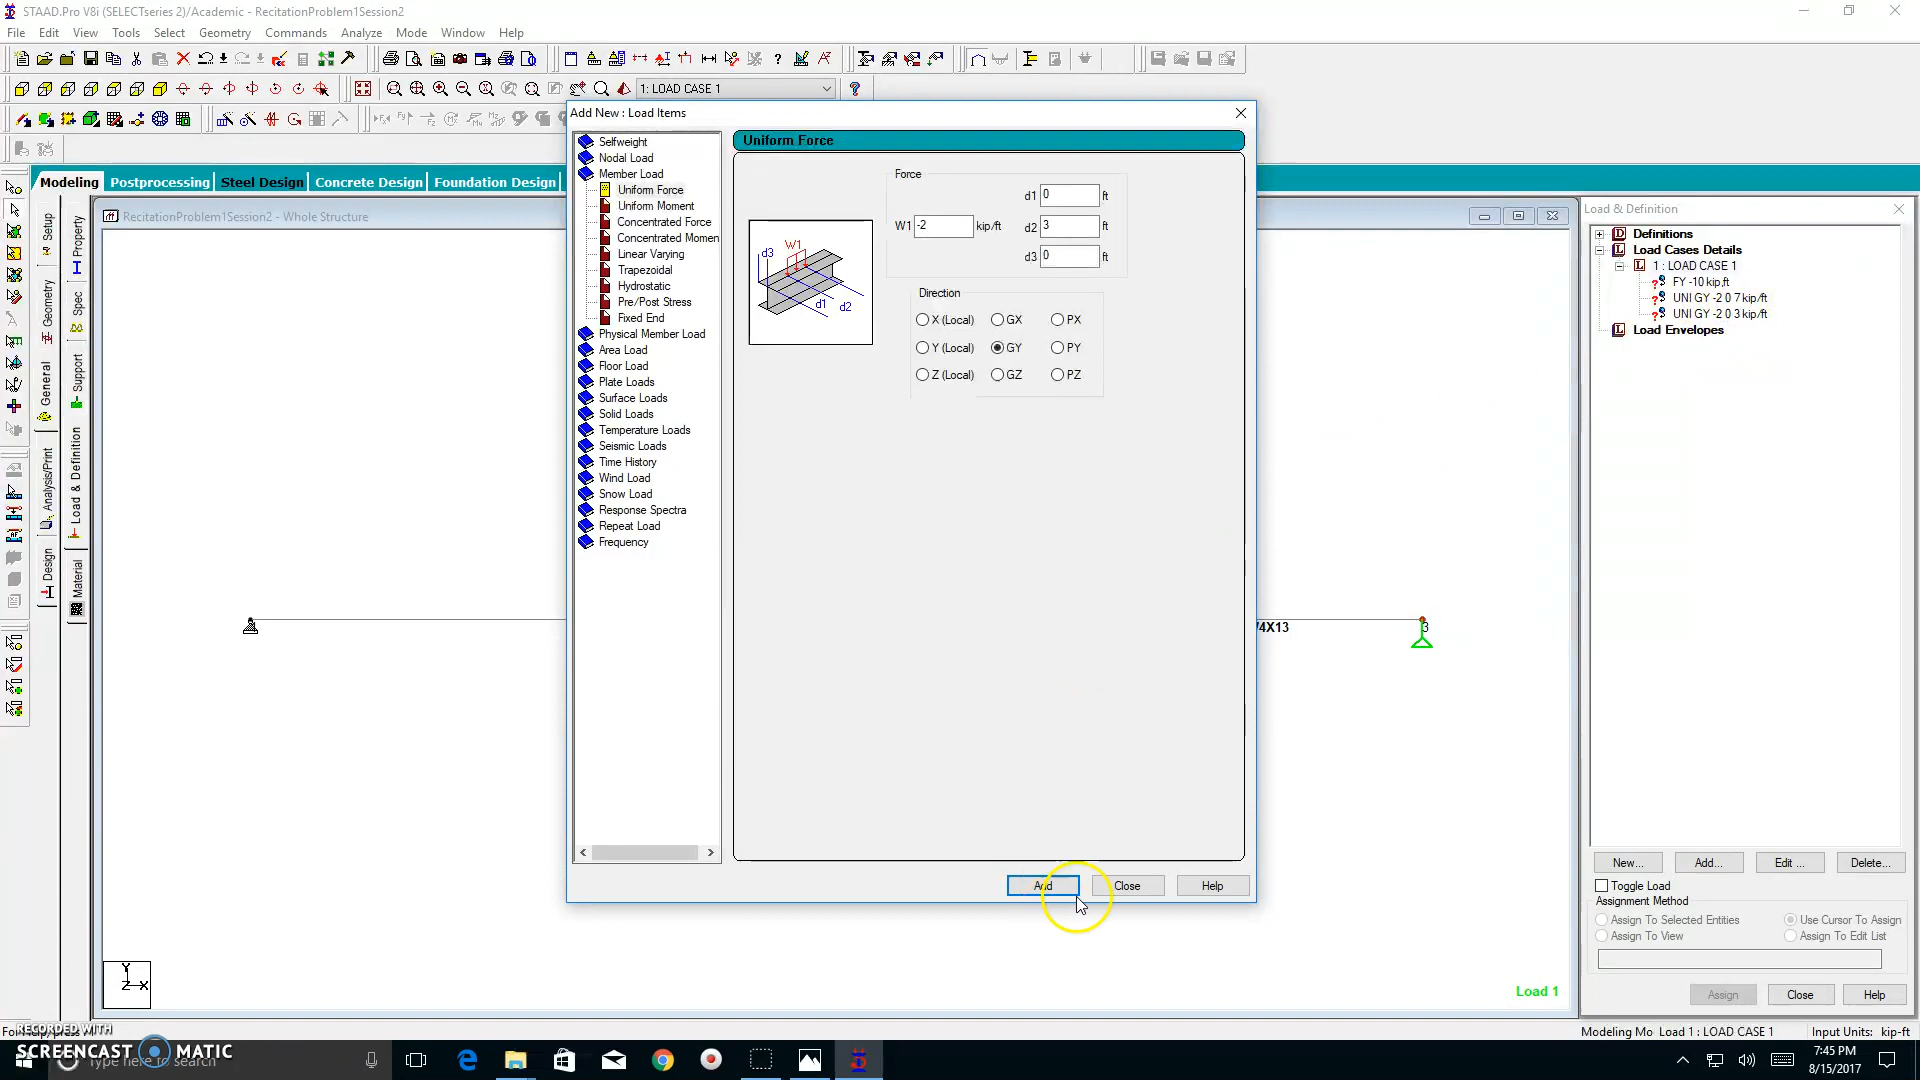 STAAD.Pro V8i (SELECTseries 2)/Academic - RecitationProblem1Session2
File Edit View Tools Select Geometry Commands Analyze Mode Window Help
1: LOAD CASE 1
Modeling Postprocessing Steel Design Concrete Design Foundation Design
RecitationProblem1Session2 - Whole Structure
Setup
Geometry
General
Analysis/Print
Design
Property
Spec
Support
Load & Definition
Material
Add New : Load Items
Selfweight
Nodal Load
Member Load
Uniform Force
Uniform Moment
Concentrated Force
Concentrated Momen
Linear Varying
Trapezoidal
Hydrostatic
Pre/Post Stress
Fixed End
Physical Member Load
Area Load
Floor Load
Plate Loads
Surface Loads
Solid Loads
Temperature Loads
Seismic Loads
Time History
Wind Load
Snow Load
Response Spectra
Repeat Load
Frequency
Uniform Force
Force
d1 0 ft
W1 -2 kip/ft d2 3 ft
d3 0 ft
W1
d3
d1
d2
Direction
X (Local) GX PX
Y (Local) GY PY
Z (Local) GZ PZ
Add Close Help
4X13
3
Y
Z X
Load 1
Load & Definition
Definitions
Load Cases Details
1 : LOAD CASE 1
FY -10 kip,ft
UNI GY -2 0 7 kip/ft
UNI GY -2 0 3 kip/ft
Load Envelopes
New... Add... Edit ... Delete...
Toggle Load
Assignment Method
Assign To Selected Entities Use Cursor To Assign
Assign To View Assign To Edit List
Assign Close Help
Modeling Mo Load 1 : LOAD CASE 1 Input Units: kip-ft
RECORDED WITH
SCREENCAST MATIC
Type here to search
7:45 PM
8/15/2017